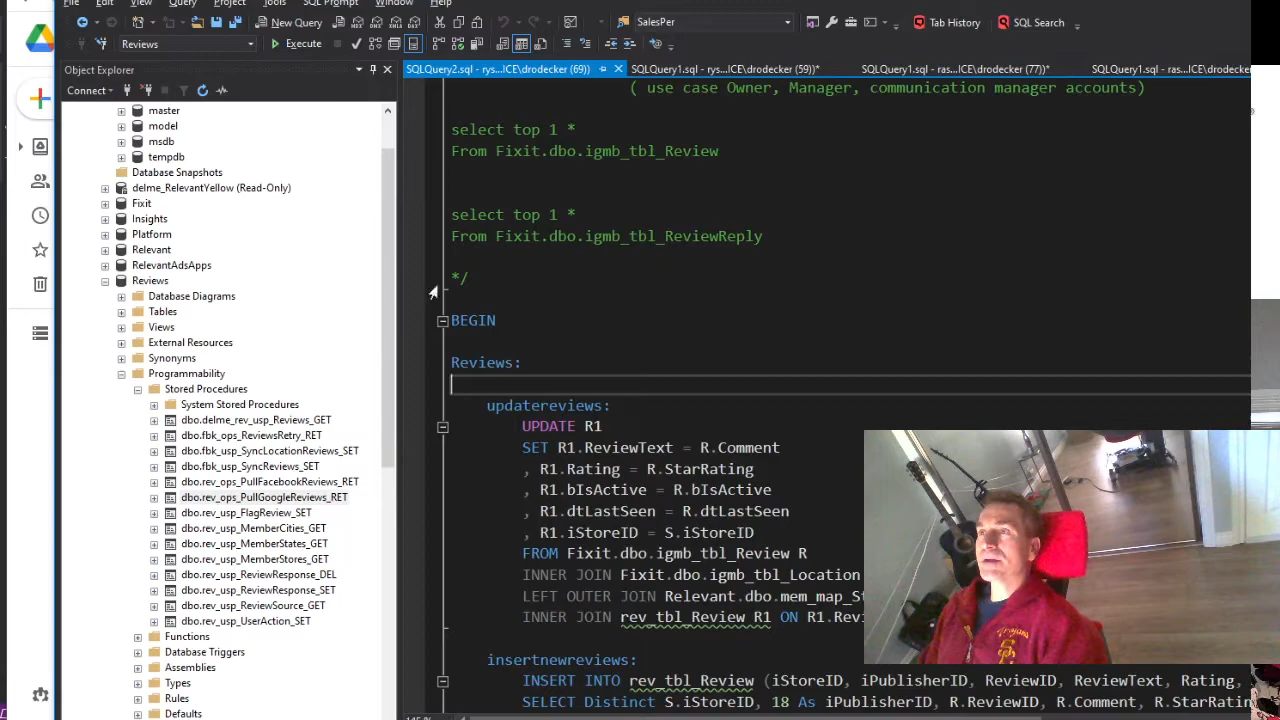 File Edit View Query Project Tools SQL Prompt Window Help
New Query MDX DMX XMLA DAX SalesPer Tab History SQL Search
Reviews Execute
Object Explorer
SQLQuery2.sql - rys...ICE\drodecker (69)) SQLQuery1.sql - rys...ICE\drodecker (59))* SQLQuery1.sql - ras...ICE\drodecker (77))* SQLQuery1.sql - ras...ICE\drodecker
Connect
master
model
msdb
tempdb
Database Snapshots
delme_RelevantYellow (Read-Only)
Fixit
Insights
Platform
Relevant
RelevantAdsApps
Reviews
Database Diagrams
Tables
Views
External Resources
Synonyms
Programmability
Stored Procedures
System Stored Procedures
dbo.delme_rev_usp_Reviews_GET
dbo.fbk_ops_ReviewsRetry_RET
dbo.fbk_usp_SyncLocationReviews_SET
dbo.fbk_usp_SyncReviews_SET
dbo.rev_ops_PullFacebookReviews_RET
dbo.rev_ops_PullGoogleReviews_RET
dbo.rev_usp_FlagReview_SET
dbo.rev_usp_MemberCities_GET
dbo.rev_usp_MemberStates_GET
dbo.rev_usp_MemberStores_GET
dbo.rev_usp_ReviewResponse_DEL
dbo.rev_usp_ReviewResponse_SET
dbo.rev_usp_ReviewSource_GET
dbo.rev_usp_UserAction_SET
Functions
Database Triggers
Assemblies
Types
Rules
Defaults
( use case Owner, Manager, communication manager accounts)
select top 1 *
From Fixit.dbo.igmb_tbl_Review
select top 1 *
From Fixit.dbo.igmb_tbl_ReviewReply
*/
BEGIN
Reviews:
updatereviews:
UPDATE R1
SET R1.ReviewText = R.Comment
, R1.Rating = R.StarRating
, R1.bIsActive = R.bIsActive
, R1.dtLastSeen = R.dtLastSeen
, R1.iStoreID = S.iStoreID
FROM Fixit.dbo.igmb_tbl_Review R
INNER JOIN Fixit.dbo.igmb_tbl_Location
LEFT OUTER JOIN Relevant.dbo.mem_map_St
INNER JOIN rev_tbl_Review R1 ON R1.Revi
insertnewreviews:
INSERT INTO rev_tbl_Review (iStoreID, iPublisherID, ReviewID, ReviewText, Rating,
SELECT Distinct S.iStoreID, 18 As iPublisherID, R.ReviewID, R.Comment, R.StarRating
Trojans
SC